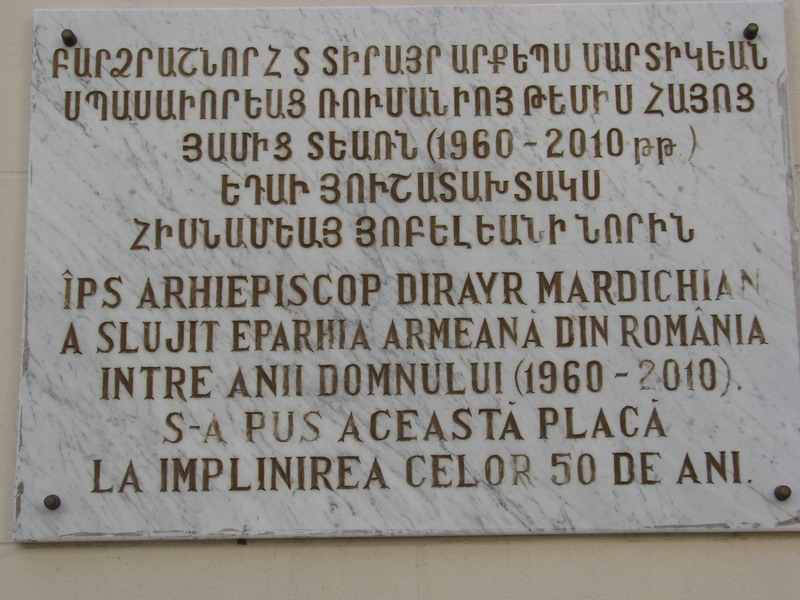 ԲԱՐՁՐԱՇՆՈՐՀ Տ ՏԻՐԱՅՐ ԱՐՔԵՊՍ ՄԱՐՏԻԿԵԱՆ
ՍՊԱՍԱՒՈՐԵԱՑ ՌՈՒՄԱՆԻՈՅ ԹԵՄԻՍ ՀԱՅՈՑ
ՅԱՄԻՑ ՏԵԱՌՆ (1960 - 2010 թթ.)
ԵԴԱՒ ՅՈՒՇԱՏԱԽՏԱԿՍ
ՀԻՍՆԱՄԵԱՅ ՅՈԲԵԼԵԱՆԻ ՆՈՐԻՆ
ÎPS ARHIEPISCOP DIRAYR MARDICHIAN
A SLUJIT EPARHIA ARMEANĂ DIN ROMÂNIA
INTRE ANII DOMNULUI (1960 - 2010).
S-A PUS ACEASTĂ PLACĂ
LA IMPLINIREA CELOR 50 DE ANI.